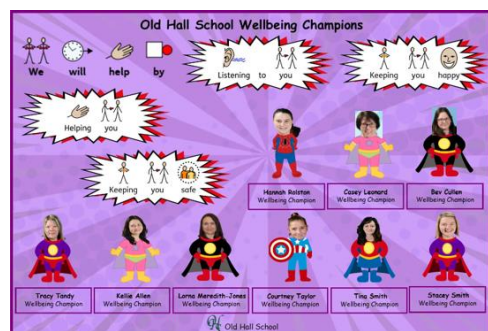 Old Hall School Wellbeing Champions
We will help by
Listening to you
Keeping you happy
Helping you
Keeping you safe
Hannah Ralston
Wellbeing Champion
Casey Leonard
Wellbeing Champion
Bev Cullen
Wellbeing Champion
Tracy Tandy
Wellbeing Champion
Kellie Allen
Wellbeing Champion
Lorna Meredith-Jones
Wellbeing Champion
Courtney Taylor
Wellbeing Champion
Tina Smith
Wellbeing Champion
Stacey Smith
Wellbeing Champion
Old Hall School